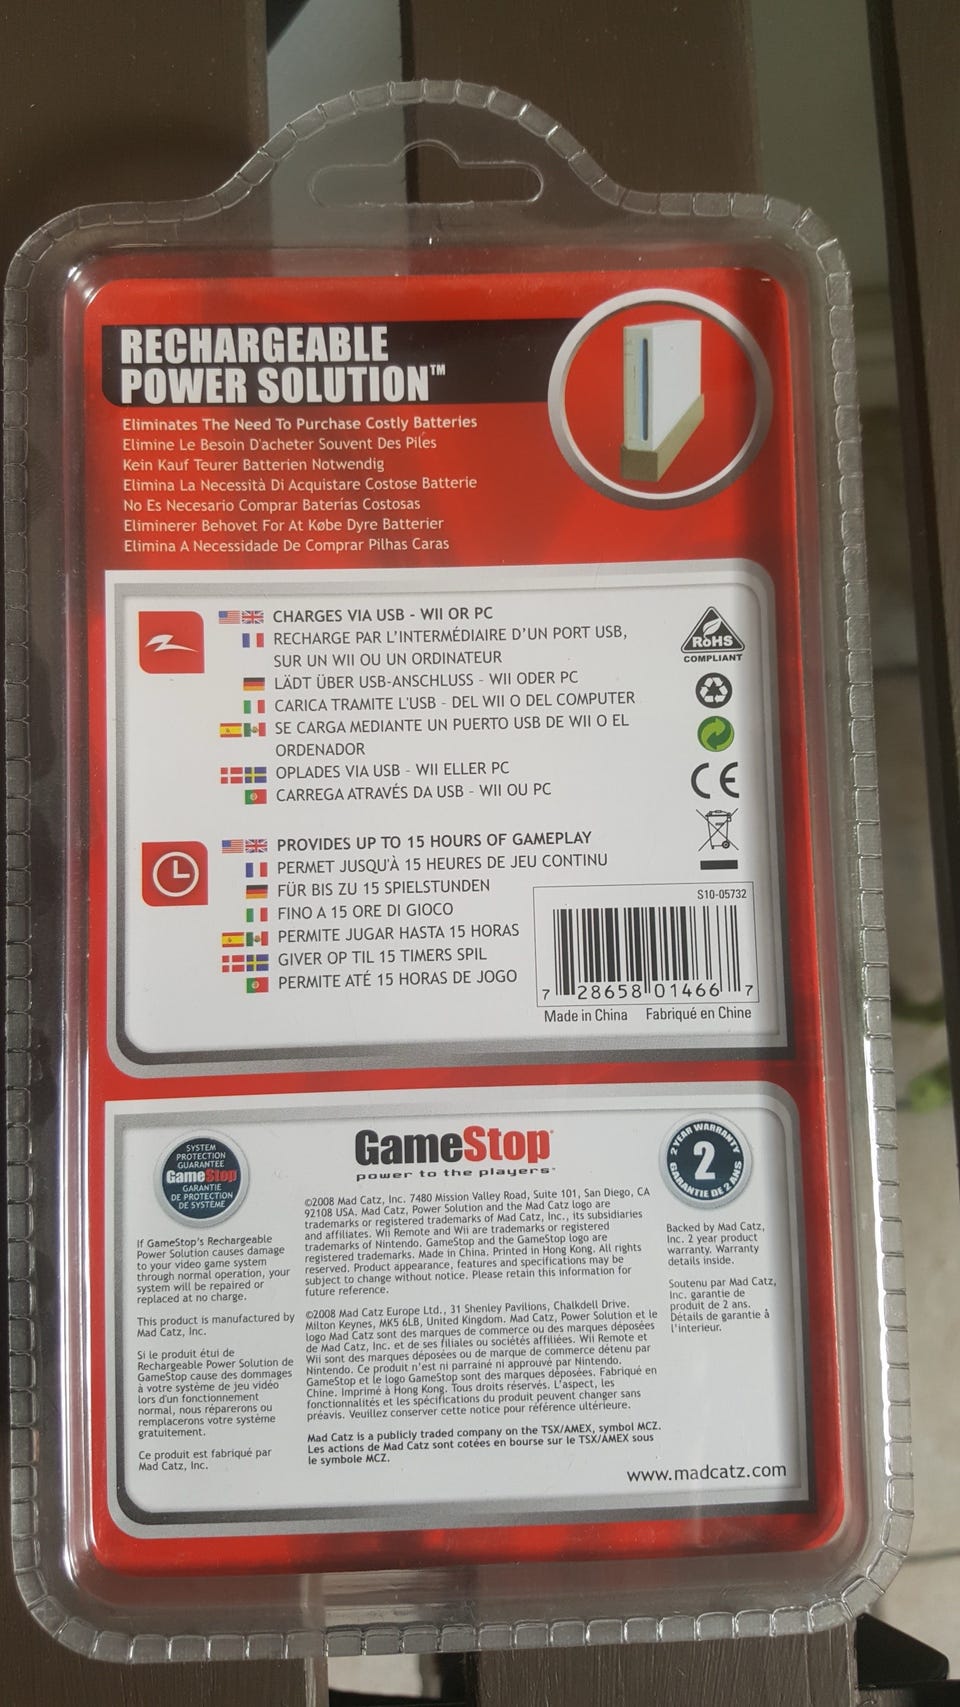 RECHARGEABLE
POWER SOLUTION™
Eliminates The Need To Purchase Costly Batteries
Elimine Le Besoin D'acheter Souvent Des Piles
Kein Kauf Teurer Batterien Notwendig
Elimina La Necessità Di Acquistare Costose Batterie
No Es Necesario Comprar Baterías Costosas
Eliminerer Behovet For At Købe Dyre Batterier
Elimina A Necessidade De Comprar Pilhas Caras
CHARGES VIA USB - WII OR PC
RECHARGE PAR L'INTERMÉDIAIRE D'UN PORT USB,
SUR UN WII OU UN ORDINATEUR
LÄDT ÜBER USB-ANSCHLUSS - WII ODER PC
CARICA TRAMITE L'USB - DEL WII O DEL COMPUTER
SE CARGA MEDIANTE UN PUERTO USB DE WII O EL
ORDENADOR
OPLADES VIA USB - WII ELLER PC
CARREGA ATRAVÉS DA USB - WII OU PC
RoHS
COMPLIANT
CE
PROVIDES UP TO 15 HOURS OF GAMEPLAY
PERMET JUSQU'À 15 HEURES DE JEU CONTINU
FÜR BIS ZU 15 SPIELSTUNDEN
FINO A 15 ORE DI GIOCO
PERMITE JUGAR HASTA 15 HORAS
GIVER OP TIL 15 TIMERS SPIL
PERMITE ATÉ 15 HORAS DE JOGO
S10-05732
7 28658 01466 7
Made in China Fabriqué en Chine
SYSTEM
PROTECTION
GUARANTEE
GameStop
GARANTIE
DE PROTECTION
DE SYSTÈME
If GameStop's Rechargeable
Power Solution causes damage
to your video game system
through normal operation, your
system will be repaired or
replaced at no charge.
This product is manufactured by
Mad Catz, Inc.
Si le produit étui de
Rechargeable Power Solution de
GameStop cause des dommages
à votre système de jeu vidéo
lors d'un fonctionnement
normal, nous réparerons ou
remplacerons votre système
gratuitement.
Ce produit est fabriqué par
Mad Catz, Inc.
GameStop
power to the players™
©2008 Mad Catz, Inc. 7480 Mission Valley Road, Suite 101, San Diego, CA
92108 USA. Mad Catz, Power Solution and the Mad Catz logo are
trademarks or registered trademarks of Mad Catz, Inc., its subsidiaries
and affiliates. Wii Remote and Wii are trademarks or registered
trademarks of Nintendo. GameStop and the GameStop logo are
registered trademarks. Made in China. Printed in Hong Kong. All rights
reserved. Product appearance, features and specifications may be
subject to change without notice. Please retain this information for
future reference.
©2008 Mad Catz Europe Ltd., 31 Shenley Pavilions, Chalkdell Drive.
Milton Keynes, MK5 6LB, United Kingdom. Mad Catz, Power Solution et le
logo Mad Catz sont des marques de commerce ou des marques déposées
de Mad Catz, Inc. et de ses filiales ou sociétés affiliées. Wii Remote et
Wii sont des marques déposées ou de marque de commerce détenu par
Nintendo. Ce produit n'est ni parrainé ni approuvé par Nintendo.
GameStop et le logo GameStop sont des marques déposées. Fabriqué en
Chine. Imprimé à Hong Kong. Tous droits réservés. L'aspect, les
fonctionnalités et les spécifications du produit peuvent changer sans
préavis. Veuillez conserver cette notice pour référence ultérieure.
Mad Catz is a publicly traded company on the TSX/AMEX, symbol MCZ.
Les actions de Mad Catz sont cotées en bourse sur le TSX/AMEX sous
le symbole MCZ.
2 YEAR WARRANTY
2
GARANTIE DE 2 ANS
Backed by Mad Catz,
Inc. 2 year product
warranty. Warranty
details inside.
Soutenu par Mad Catz,
Inc. garantie de
produit de 2 ans.
Détails de garantie à
l'interieur.
www.madcatz.com